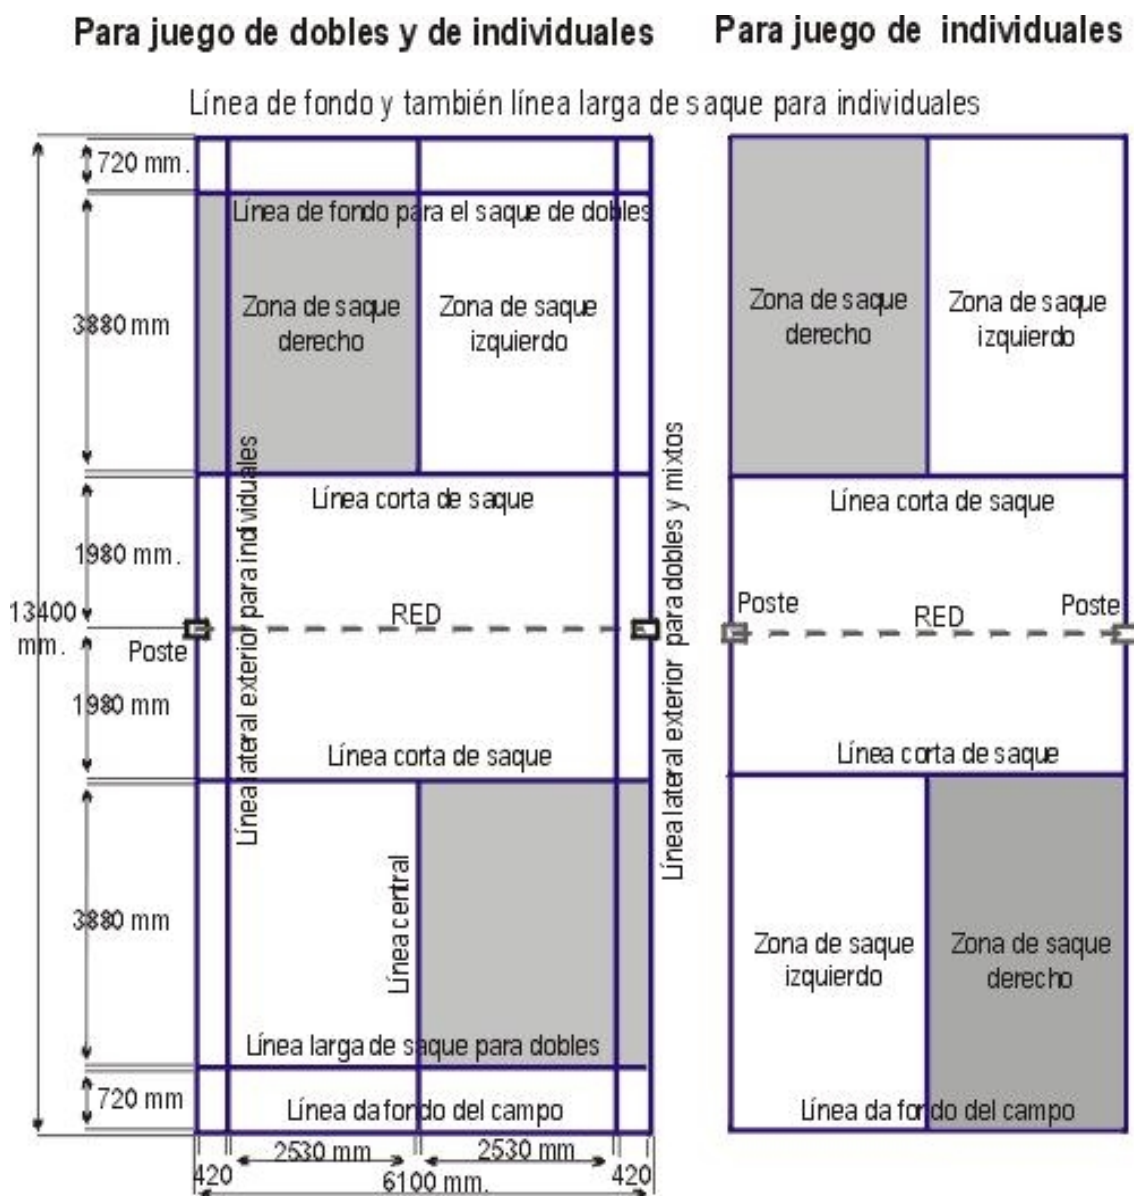 Para juego de dobles y de individuales
Para juego de individuales
Línea de fondo y también línea larga de saque para individuales
720 mm.
Línea de fondo para el saque de dobles
3880 mm
Zona de saque
derecho
Zona de saque
izquierdo
Zona de saque
derecho
Zona de saque
izquierdo
Línea lateral exterior para individuales
Línea lateral exterior para dobles y mixtos
Línea corta de saque
Línea corta de saque
1980 mm.
13400
mm.
Poste
RED
Poste
RED
Poste
1980 mm
Línea corta de saque
Línea corta de saque
3880 mm
Línea central
Zona de saque
izquierdo
Zona de saque
derecho
Línea larga de saque para dobles
720 mm
Línea da fondo del campo
Línea da fondo del campo
420
2530 mm
2530 mm
420
6100 mm.